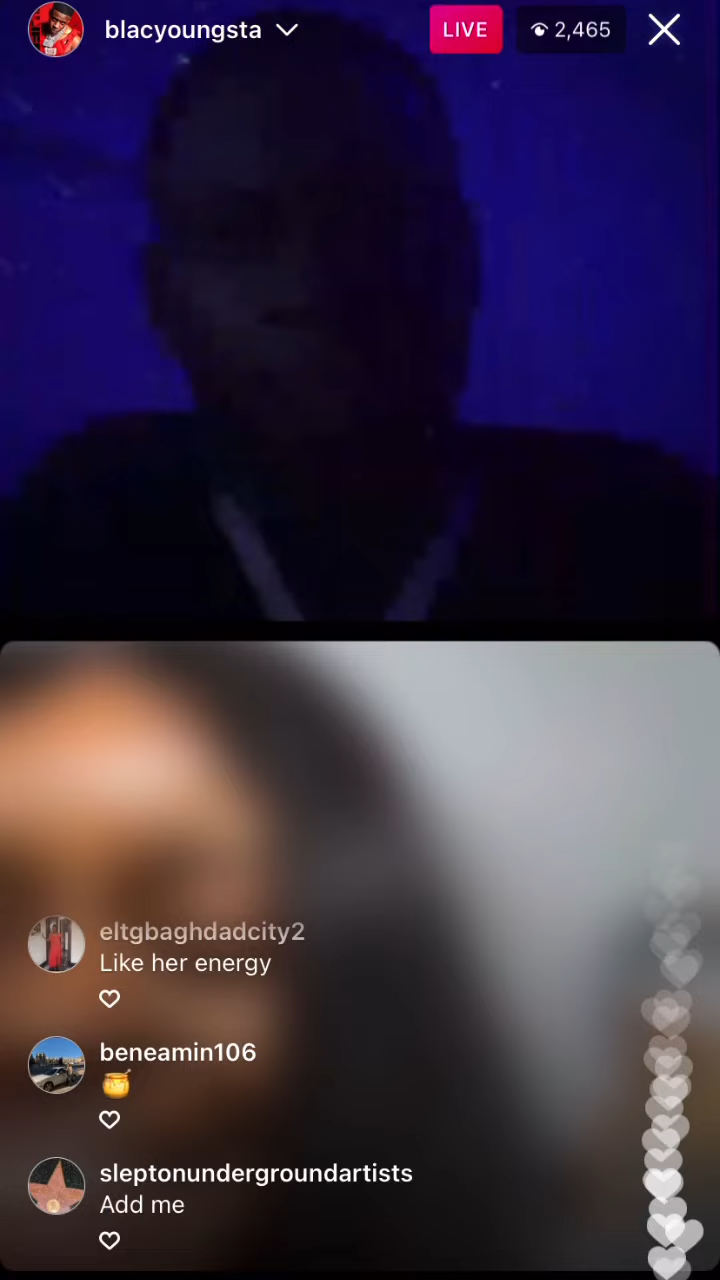 blacyoungsta
LIVE
2,465
eltgbaghdadcity2
Like her energy
beneamin106
🍯
sleptonundergroundartists
Add me